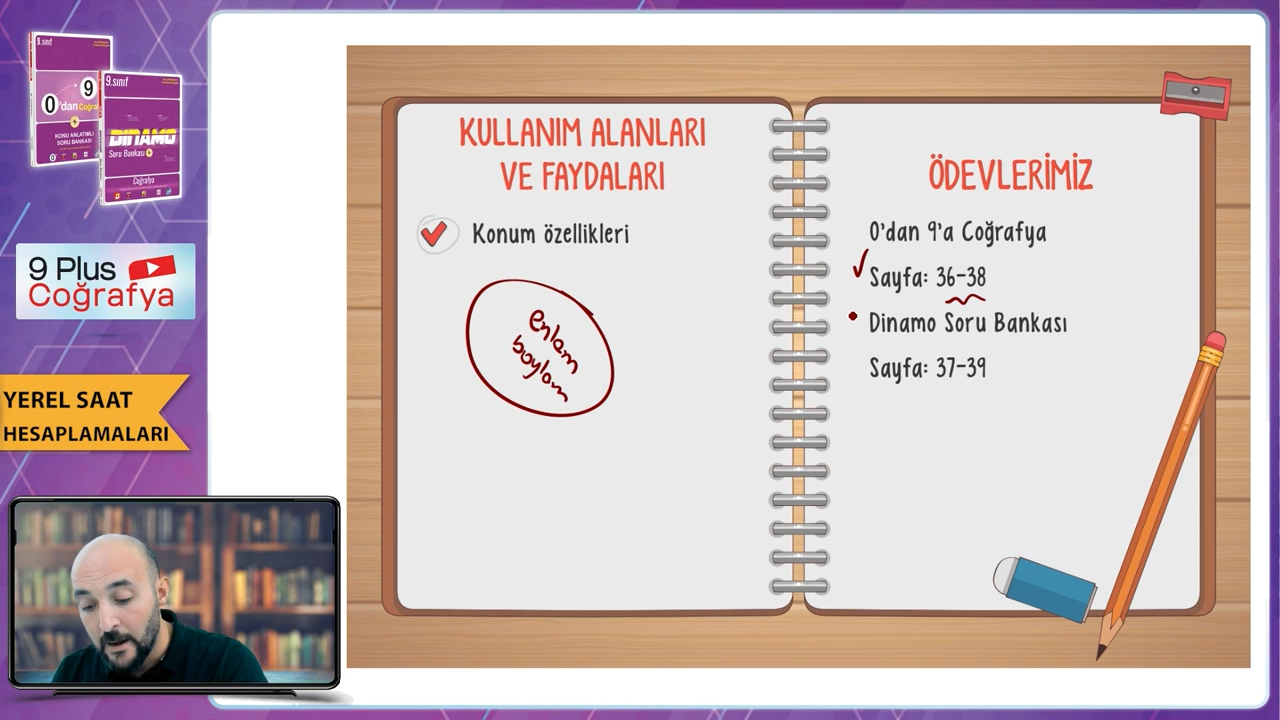 9.sınıf
0'dan
9
KONU ANLATIMLI
SORU BANKASI
9.sınıf
DİNAMO
Soru Bankası
Coğrafya
9 Plus
Coğrafya
YEREL SAAT
HESAPLAMALARI
KULLANIM ALANLARI
VE FAYDALARI
Konum özellikleri
enlem
boylam
ÖDEVLERİMİZ
0'dan 9'a Coğrafya
Sayfa: 36-38
Dinamo Soru Bankası
Sayfa: 37-39